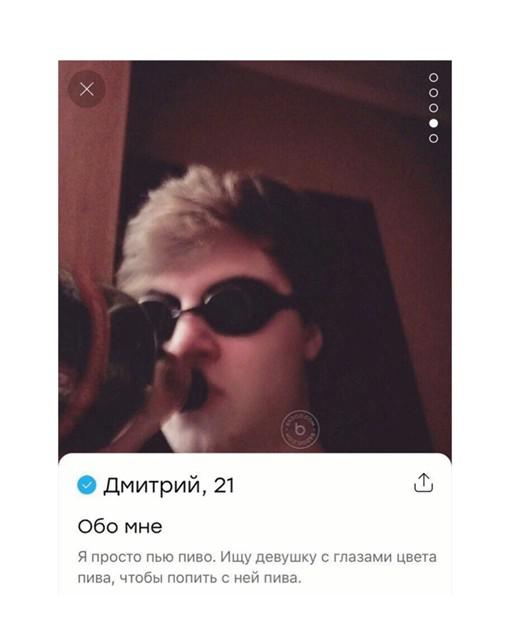 Дмитрий, 21
Обо мне
Я просто пью пиво. Ищу девушку с глазами цвета
пива, чтобы попить с ней пива.